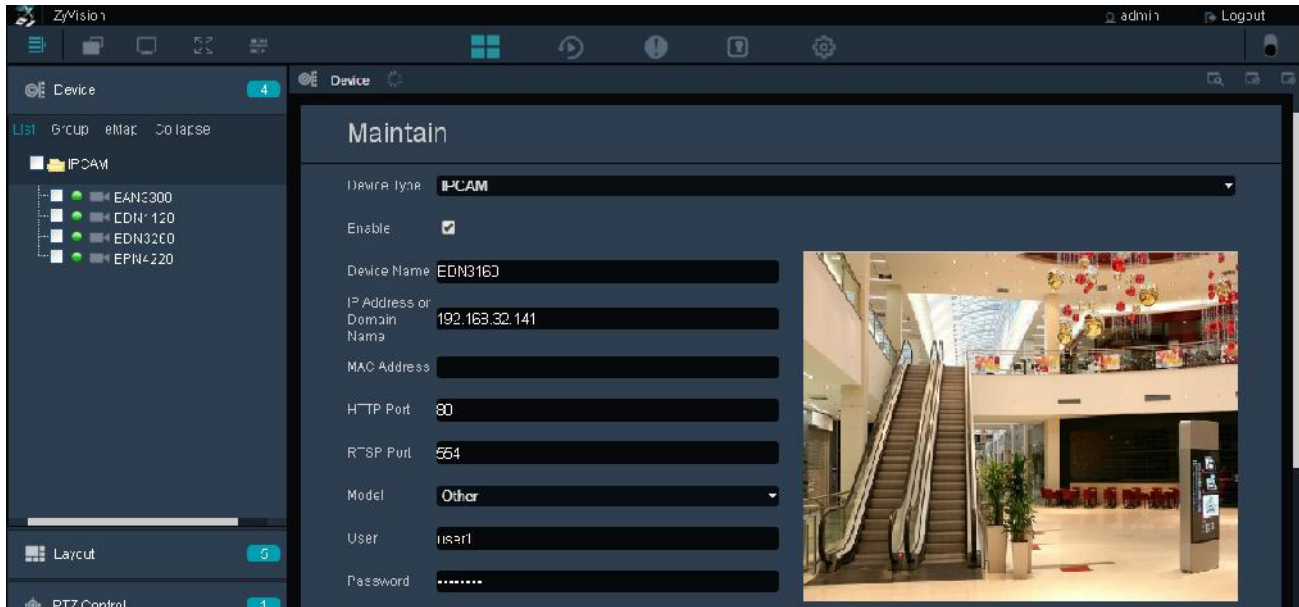 ZyVision
admin
Logout
Device
4
Device
List Group eMap Collapse
IPCAM
EAN3300
EDN1120
EDN3260
EPN4220
Layout
5
PTZ Control
1
Maintain
Device Type IPCAM
Enable
Device Name EDN3160
IP Address or
Domain
Name
192.168.32.141
MAC Address
HTTP Port 80
RTSP Port 554
Model Other
User user1
Password ••••••••